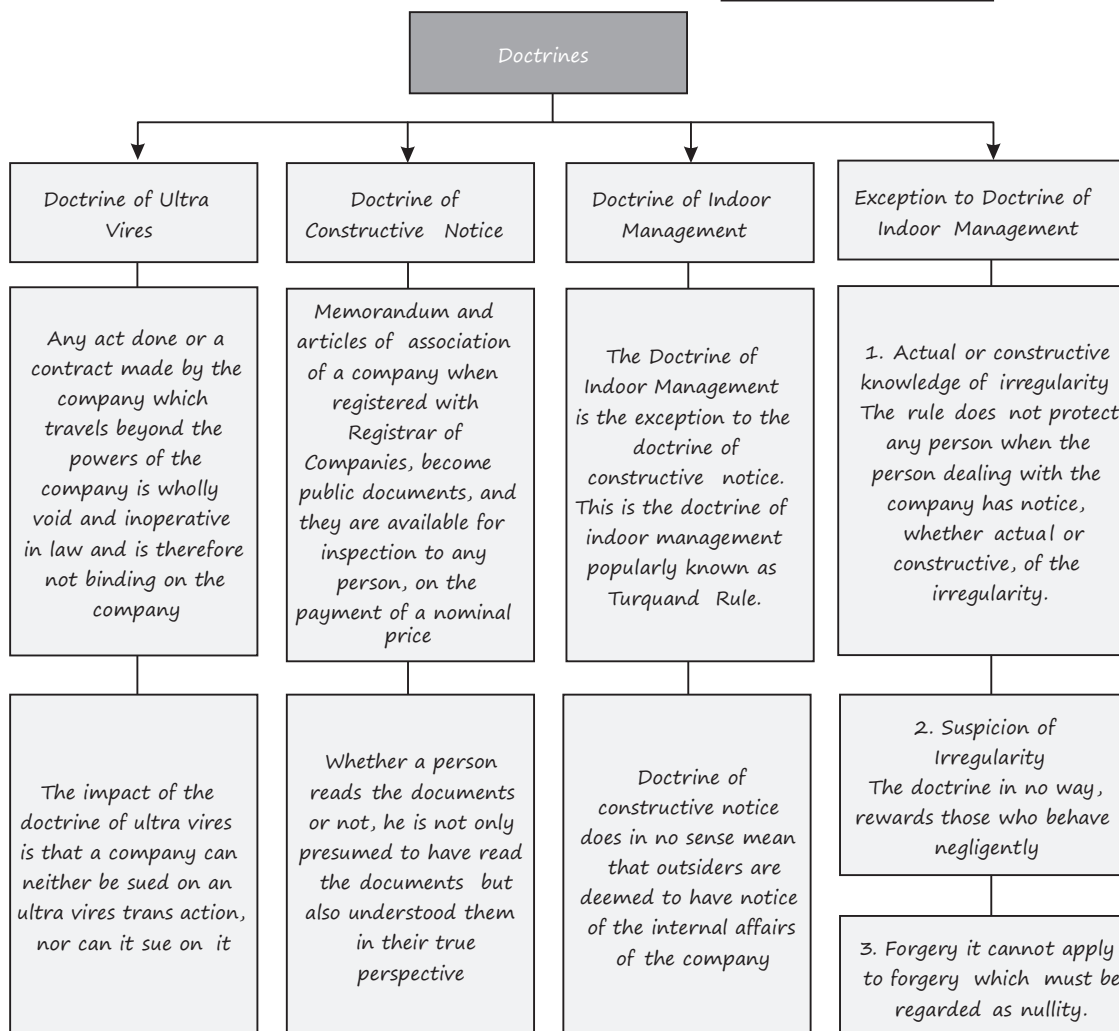 Doctrines
Doctrine of Ultra
Vires
Any act done or a
contract made by the
company which
travels beyond the
powers of the
company is wholly
void and inoperative
in law and is therefore
not binding on the
company
The impact of the
doctrine of ultra vires
is that a company can
neither be sued on an
ultra vires trans action,
nor can it sue on it
Doctrine of
Constructive Notice
Memorandum and
articles of association
of a company when
registered with
Registrar of
Companies, become
public documents, and
they are available for
inspection to any
person, on the
payment of a nominal
price
Whether a person
reads the documents
or not, he is not only
presumed to have read
the documents but
also understood them
in their true
perspective
Doctrine of Indoor
Management
The Doctrine of
Indoor Management
is the exception to the
doctrine of
constructive notice.
This is the doctrine of
indoor management
popularly known as
Turquand Rule.
Doctrine of
constructive notice
does in no sense mean
that outsiders are
deemed to have notice
of the internal affairs
of the company
Exception to Doctrine of
Indoor Management
1. Actual or constructive
knowledge of irregularity
The rule does not protect
any person when the
person dealing with the
company has notice,
whether actual or
constructive, of the
irregularity.
2. Suspicion of
Irregularity
The doctrine in no way,
rewards those who behave
negligently
3. Forgery it cannot apply
to forgery which must be
regarded as nullity.